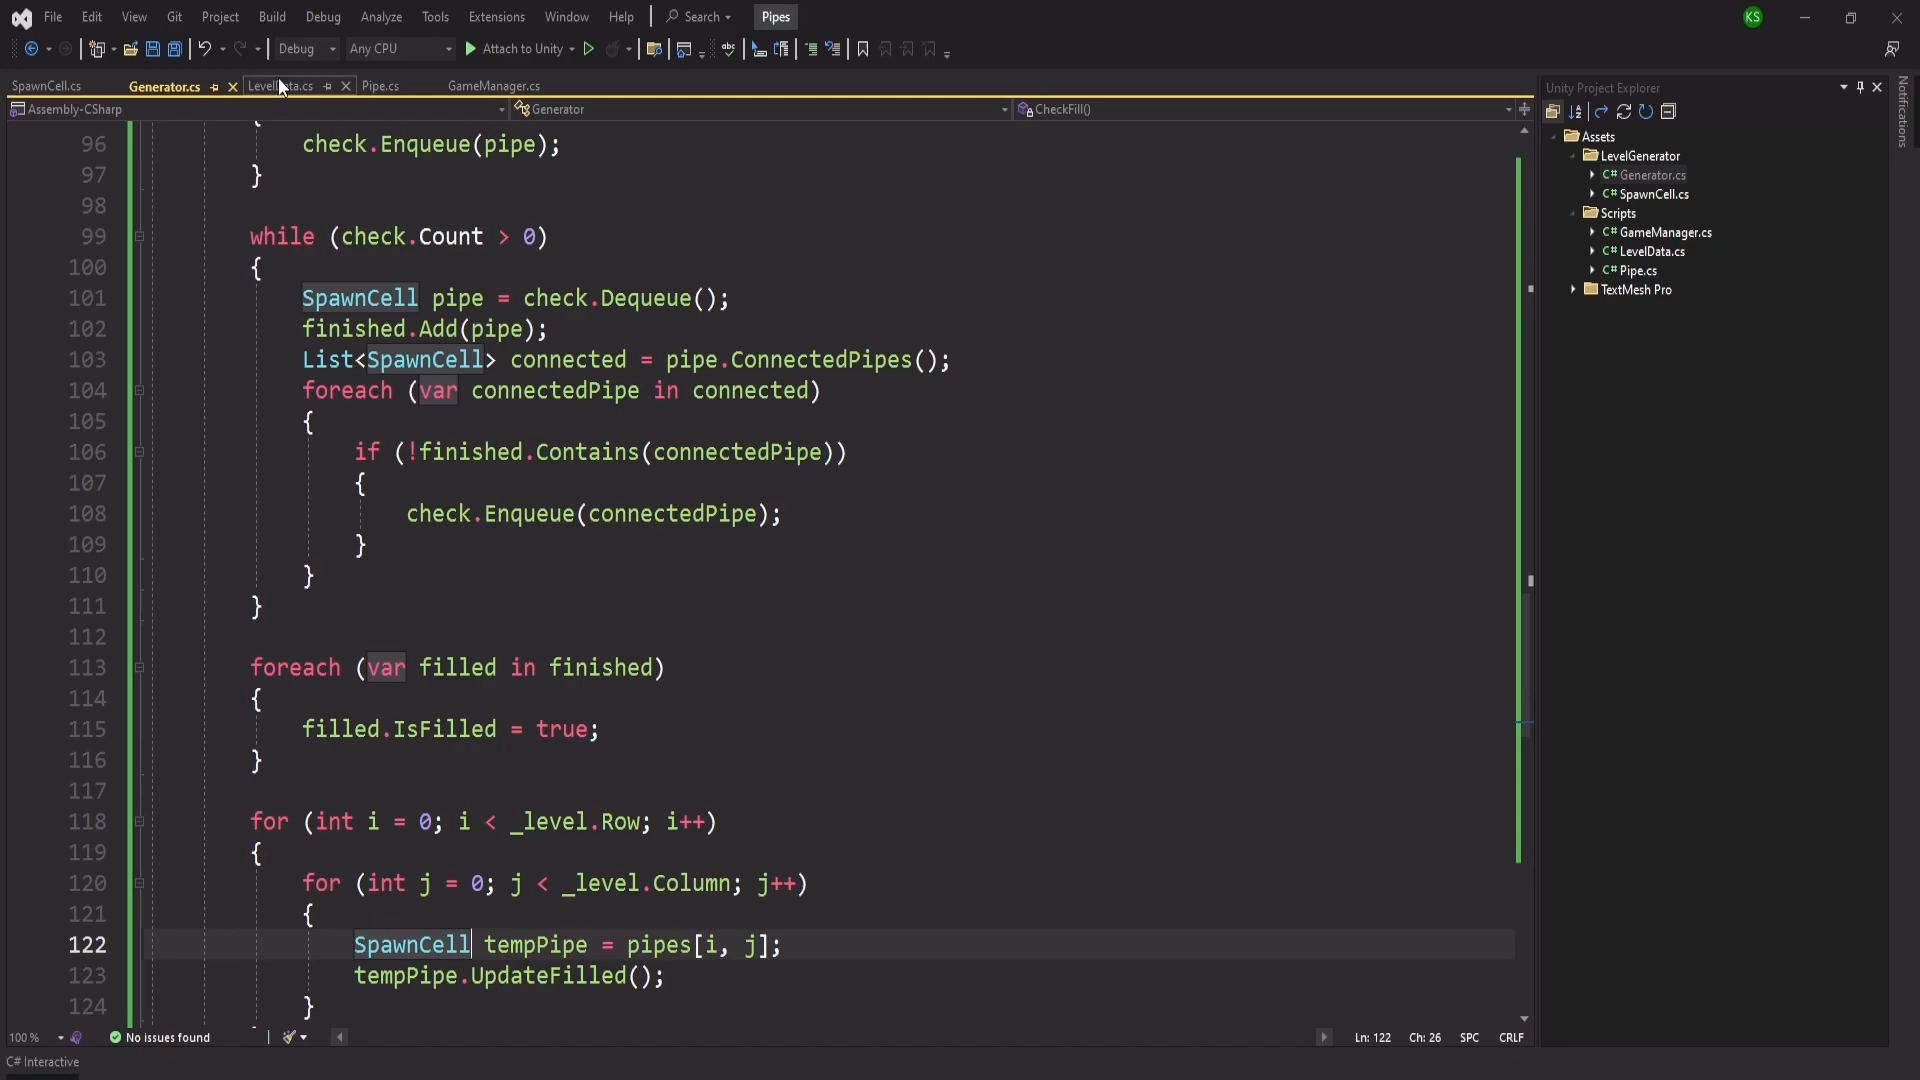 File Edit View Git Project Build Debug Analyze Tools Extensions Window Help Search Pipes KS
Debug Any CPU Attach to Unity
SpawnCell.cs Generator.cs Pipe.cs GameManager.cs
Assembly-CSharp Generator CheckFill()
96 check.Enqueue(pipe);
97 }
98
99 while (check.Count > 0)
100 {
101 SpawnCell pipe = check.Dequeue();
102 finished.Add(pipe);
103 List<SpawnCell> connected = pipe.ConnectedPipes();
104 foreach (var connectedPipe in connected)
105 {
106 if (!finished.Contains(connectedPipe))
107 {
108 check.Enqueue(connectedPipe);
109 }
110 }
111 }
112
113 foreach (var filled in finished)
114 {
115 filled.IsFilled = true;
116 }
117
118 for (int i = 0; i < _level.Row; i++)
119 {
120 for (int j = 0; j < _level.Column; j++)
121 {
122 SpawnCell tempPipe = pipes[i, j];
123 tempPipe.UpdateFilled();
124 }
100 % No issues found Ln: 122 Ch: 26 SPC CRLF
C# Interactive
Unity Project Explorer
Assets
LevelGenerator
C# Generator.cs
C# SpawnCell.cs
Scripts
C# GameManager.cs
C# LevelData.cs
C# Pipe.cs
TextMesh Pro
Notifications